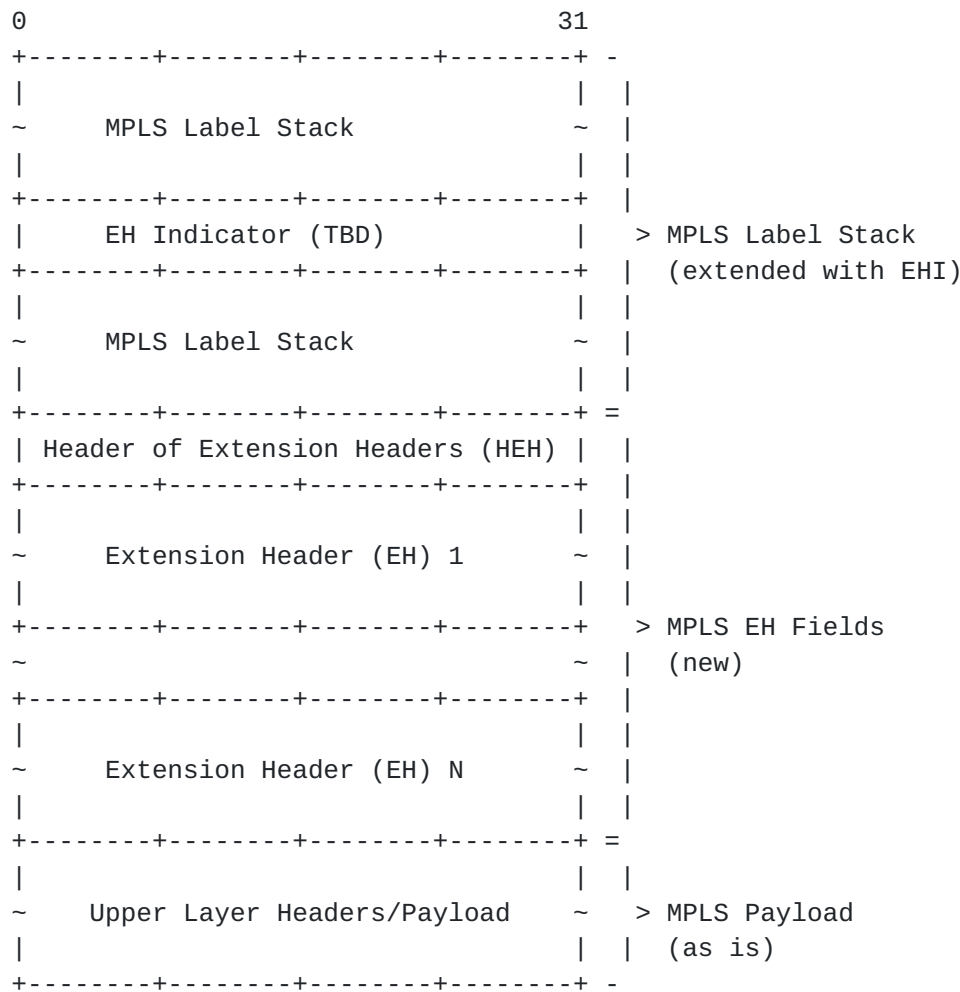 0                                  31
+--------+--------+--------+--------+ -
|                                   |  |
~     MPLS Label Stack              ~  |
|                                   |  |
+--------+--------+--------+--------+  |
|     EH Indicator (TBD)            |   > MPLS Label Stack
+--------+--------+--------+--------+  |  (extended with EHI)
|                                   |  |
~     MPLS Label Stack              ~  |
|                                   |  |
+--------+--------+--------+--------+ =
| Header of Extension Headers (HEH) |  |
+--------+--------+--------+--------+  |
|                                   |  |
~     Extension Header (EH) 1       ~  |
|                                   |  |
+--------+--------+--------+--------+   > MPLS EH Fields
~                                   ~  |  (new)
+--------+--------+--------+--------+  |
|                                   |  |
~     Extension Header (EH) N       ~  |
|                                   |  |
+--------+--------+--------+--------+ =
|                                   |  |
~    Upper Layer Headers/Payload    ~   > MPLS Payload
|                                   |  |  (as is)
+--------+--------+--------+--------+ -